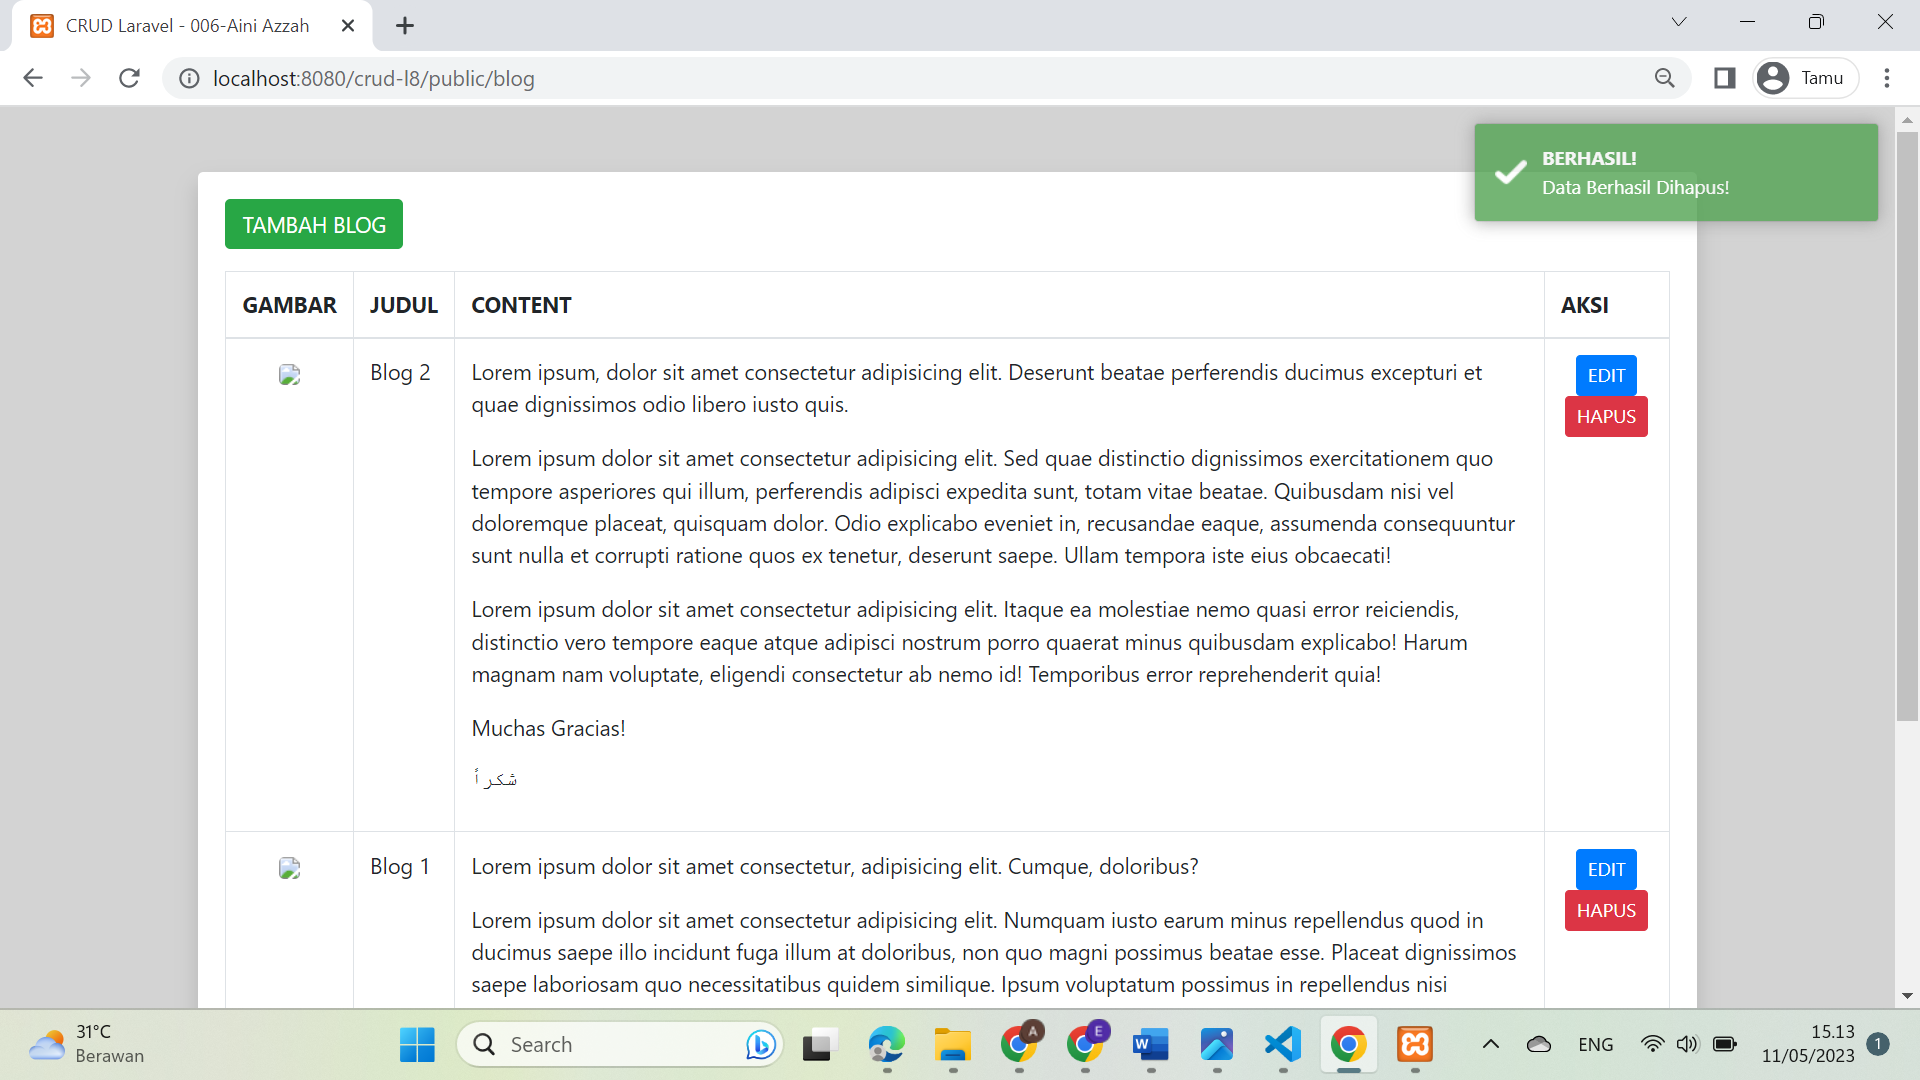 CRUD Laravel - 006-Aini Azzah
localhost:8080/crud-l8/public/blog
Tamu
BERHASIL!
Data Berhasil Dihapus!
TAMBAH BLOG
GAMBAR JUDUL CONTENT AKSI
Blog 2
Lorem ipsum, dolor sit amet consectetur adipisicing elit. Deserunt beatae perferendis ducimus excepturi et
quae dignissimos odio libero iusto quis.
EDIT
HAPUS
Lorem ipsum dolor sit amet consectetur adipisicing elit. Sed quae distinctio dignissimos exercitationem quo
tempore asperiores qui illum, perferendis adipisci expedita sunt, totam vitae beatae. Quibusdam nisi vel
doloremque placeat, quisquam dolor. Odio explicabo eveniet in, recusandae eaque, assumenda consequuntur
sunt nulla et corrupti ratione quos ex tenetur, deserunt saepe. Ullam tempora iste eius obcaecati!
Lorem ipsum dolor sit amet consectetur adipisicing elit. Itaque ea molestiae nemo quasi error reiciendis,
distinctio vero tempore eaque atque adipisci nostrum porro quaerat minus quibusdam explicabo! Harum
magnam nam voluptate, eligendi consectetur ab nemo id! Temporibus error reprehenderit quia!
Muchas Gracias!
شكراً
Blog 1
Lorem ipsum dolor sit amet consectetur, adipisicing elit. Cumque, doloribus?
EDIT
HAPUS
Lorem ipsum dolor sit amet consectetur adipisicing elit. Numquam iusto earum minus repellendus quod in
ducimus saepe illo incidunt fuga illum at doloribus, non quo magni possimus beatae esse. Placeat dignissimos
saepe laboriosam quo necessitatibus quidem similique. Ipsum voluptatum possimus in repellendus nisi
31°C
Berawan
Search
A
E
W
ENG
15.13
11/05/2023
1